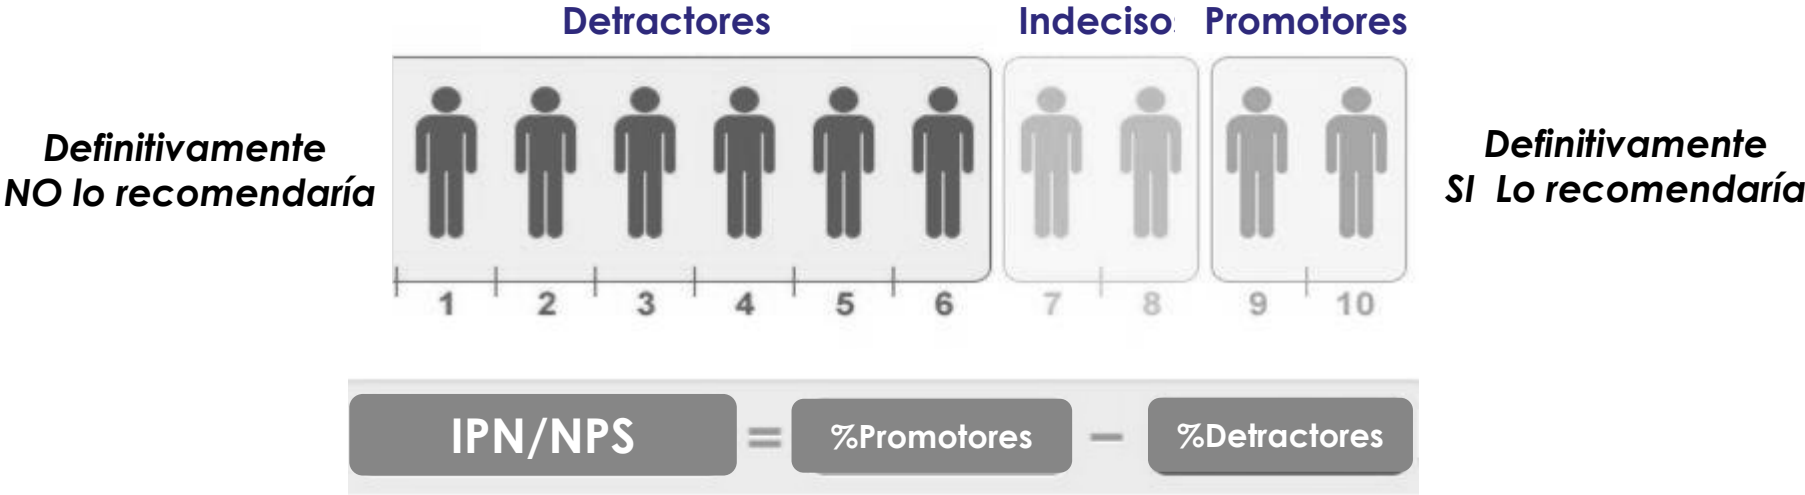 Detractores Indeciso Promotores
Definitivamente
NO lo recomendaría
Definitivamente
SI Lo recomendaría
1 2 3 4 5 6 7 8 9 10
IPN/NPS = %Promotores - %Detractores